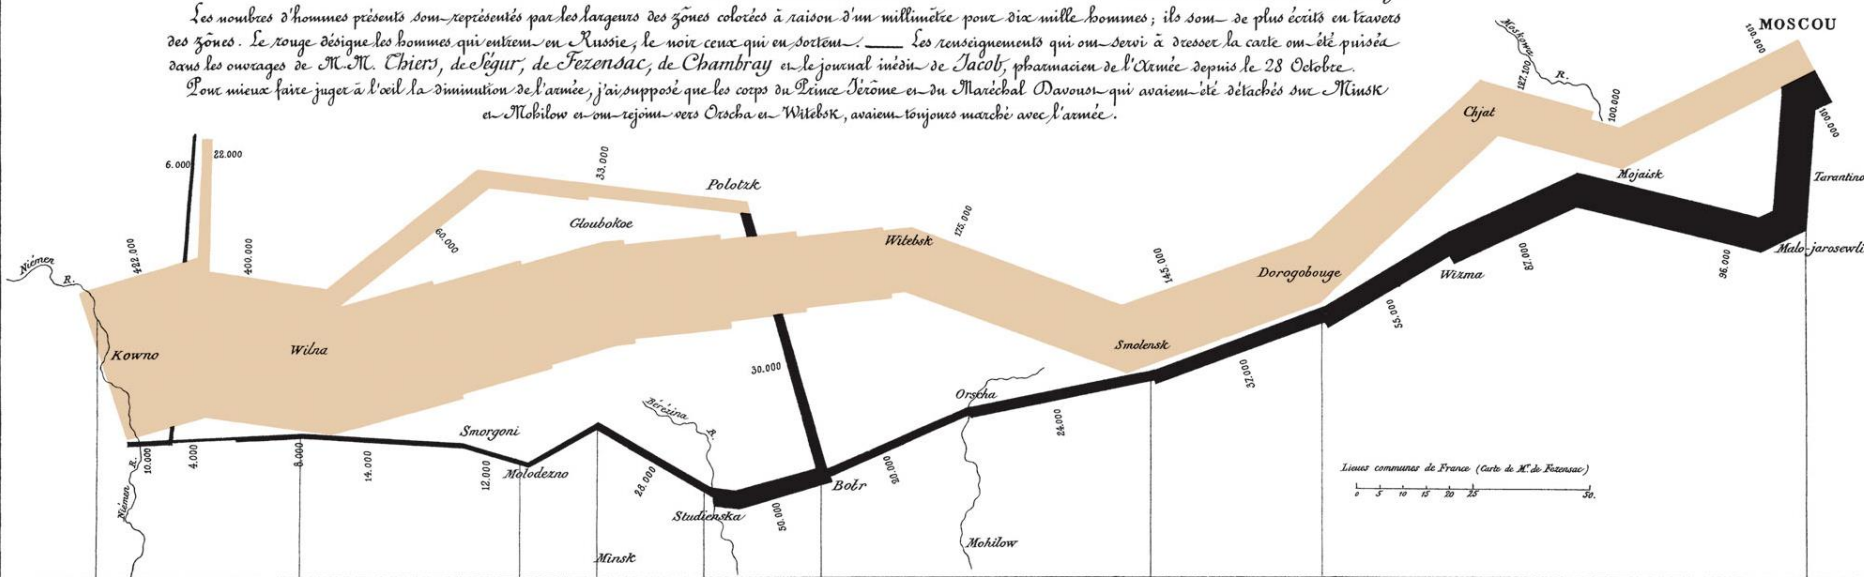 Les nombres d'hommes présents sont représentés par les largeurs des zônes colorées à raison d'un millimètre pour dix mille hommes; ils sont de plus écrits en travers
des zônes. Le rouge désigne les hommes qui entrent en Russie, le noir ceux qui en sortent. — Les renseignements qui ont servi à dresser la carte ont été puisés
dans les ouvrages de M.M. Thiers, de Ségur, de Fezensac, de Chambray et le journal inédit de Jacob, pharmacien de l'Armée depuis le 28 Octobre.
Pour mieux faire juger à l'œil la diminution de l'armée, j'ai supposé que les corps du Prince Jérôme et du Maréchal Davoust qui avaient été détachés sur Minsk
et Mohilow et ont rejoint vers Orscha et Witebsk, avaient toujours marché avec l'armée.
MOSCOU
100.000
Moskowa
R.
122.100
100.000
Chjat
100.000
Mojaisk
Tarantino
Malo-jarosewli
6.000
22.000
33.000
Polotzk
Gloubokoe
60.000
422.000
400.000
Niémen
R.
175.000
Witebsk
145.000
Dorogobouge
Wizma
87.000
96.000
55.000
Kowno
Wilna
Smolensk
30.000
37.000
Orscha
24.000
Bérézina
R.
Smorgoni
Molodezno
10.000
4.000
8.000
14.000
12.000
28.000
20.000
Bobr
Studienska
50.000
Niémen
R.
Minsk
Mohilow
Lieues communes de France (Carte de M. de Fezensac)
0 5 10 15 20 25 50.